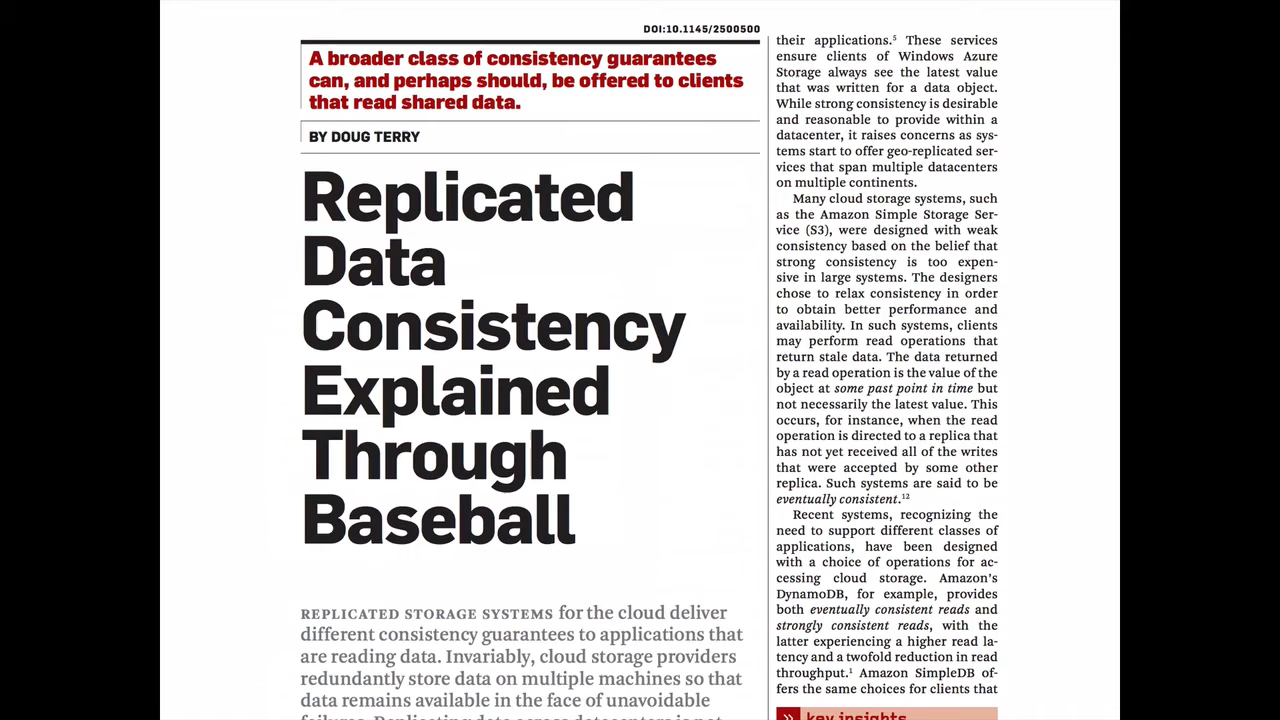 DOI:10.1145/2500500
A broader class of consistency guarantees
can, and perhaps should, be offered to clients
that read shared data.
BY DOUG TERRY
Replicated
Data
Consistency
Explained
Through
Baseball
REPLICATED STORAGE SYSTEMS for the cloud deliver
different consistency guarantees to applications that
are reading data. Invariably, cloud storage providers
redundantly store data on multiple machines so that
data remains available in the face of unavoidable
failures. Replicating data across datacenters is not
their applications.⁵ These services
ensure clients of Windows Azure
Storage always see the latest value
that was written for a data object.
While strong consistency is desirable
and reasonable to provide within a
datacenter, it raises concerns as sys-
tems start to offer geo-replicated ser-
vices that span multiple datacenters
on multiple continents.
Many cloud storage systems, such
as the Amazon Simple Storage Ser-
vice (S3), were designed with weak
consistency based on the belief that
strong consistency is too expen-
sive in large systems. The designers
chose to relax consistency in order
to obtain better performance and
availability. In such systems, clients
may perform read operations that
return stale data. The data returned
by a read operation is the value of the
object at some past point in time but
not necessarily the latest value. This
occurs, for instance, when the read
operation is directed to a replica that
has not yet received all of the writes
that were accepted by some other
replica. Such systems are said to be
eventually consistent.¹²
Recent systems, recognizing the
need to support different classes of
applications, have been designed
with a choice of operations for ac-
cessing cloud storage. Amazon's
DynamoDB, for example, provides
both eventually consistent reads and
strongly consistent reads, with the
latter experiencing a higher read la-
tency and a twofold reduction in read
throughput.¹ Amazon SimpleDB of-
fers the same choices for clients that
» key insights